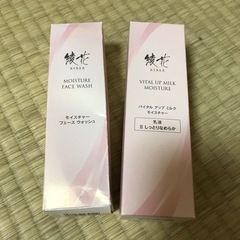 綾花
AYAKA
MOISTURE
FACE WASH
モイスチャー
フェース ウォッシュ
綾花
AYAKA
VITAL UP MILK
MOISTURE
バイタル アップ ミルク
モイスチャー
乳液
Ⅱ しっとりなめらか